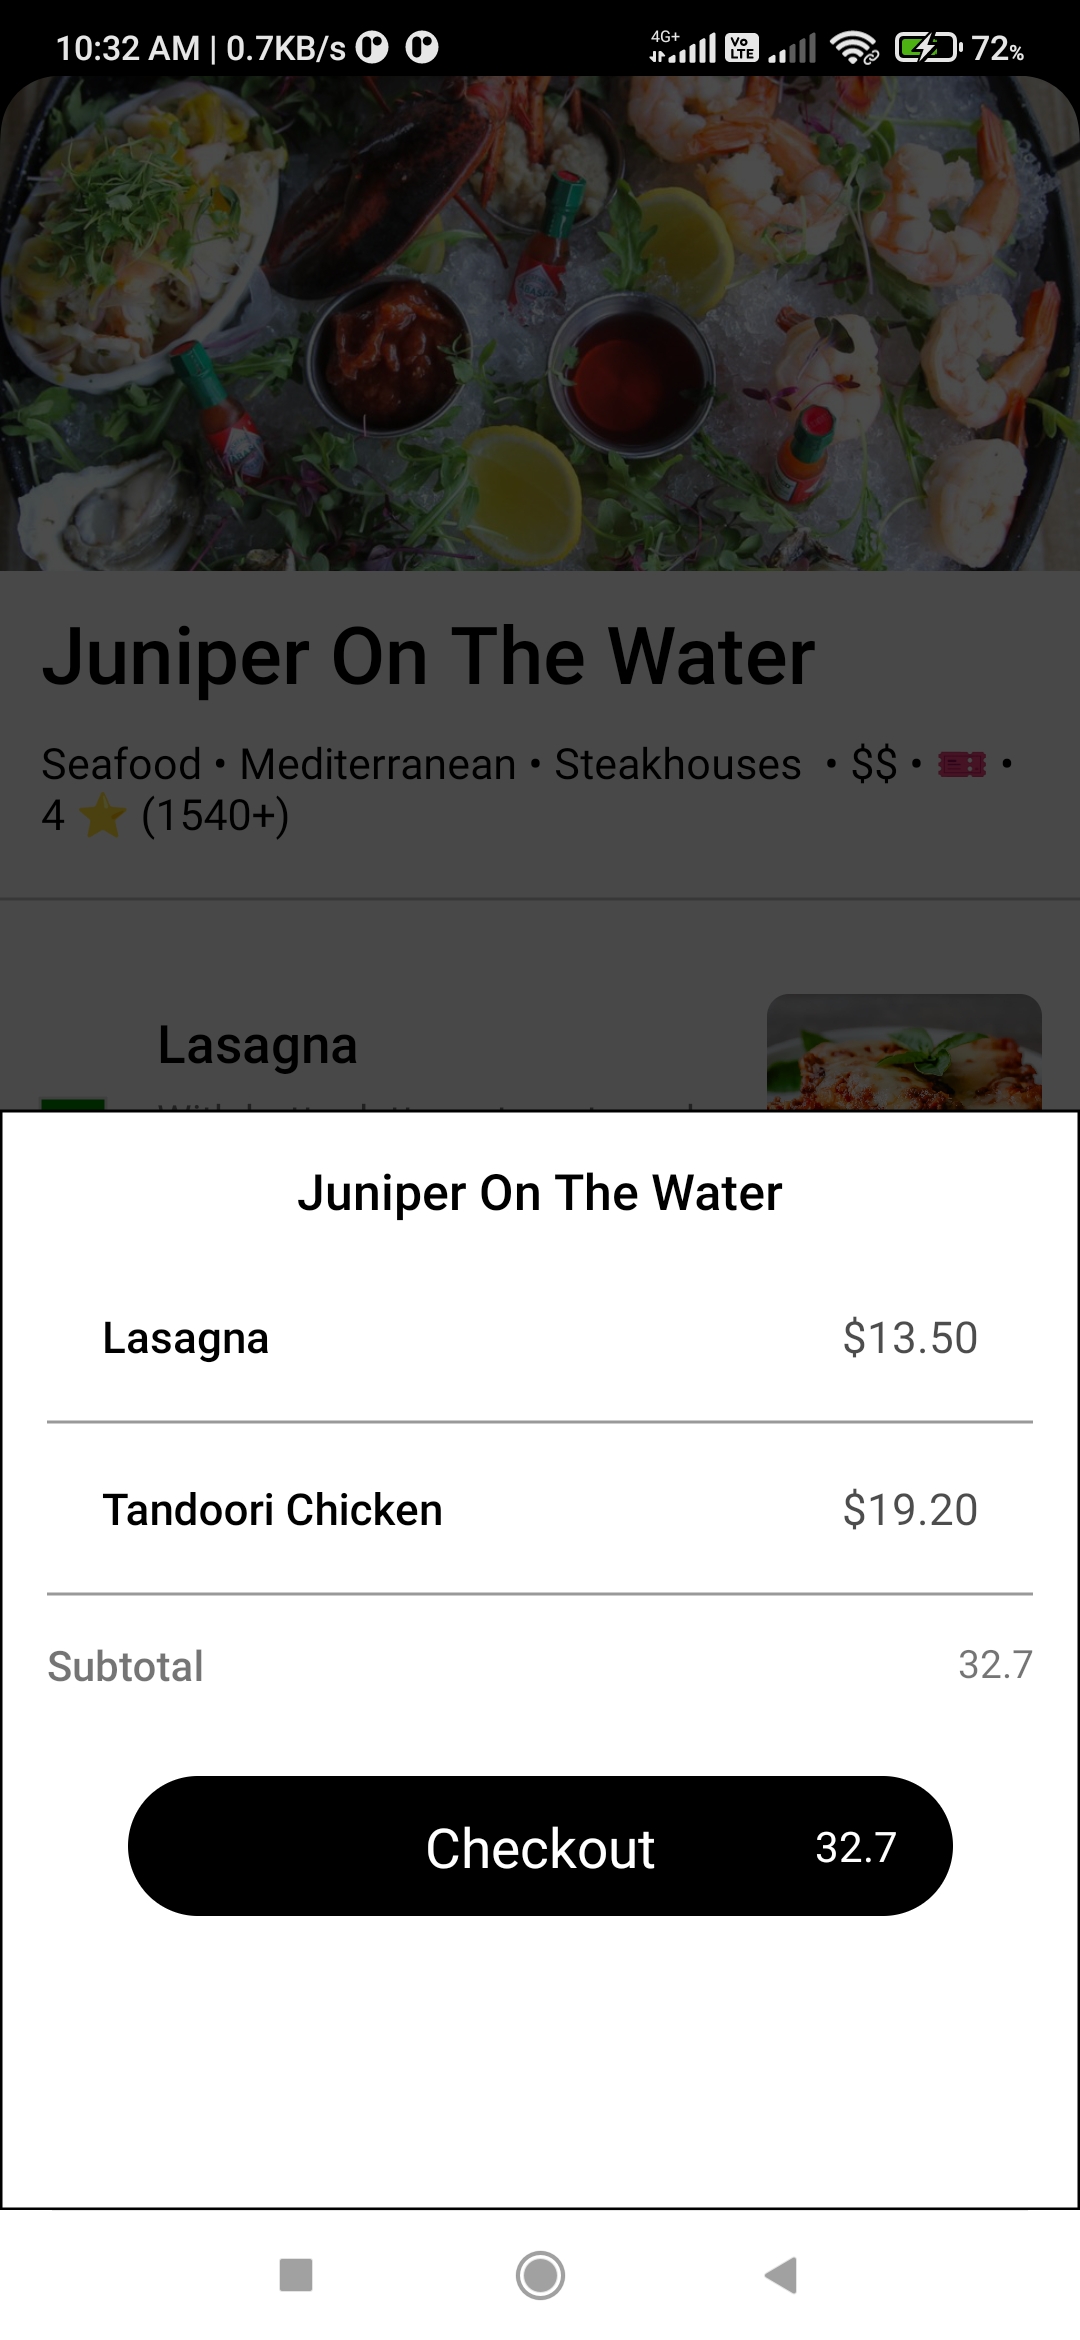 10:32 AM | 0.7KB/s 4G+ Vo LTE 72%
Juniper On The Water
Seafood • Mediterranean • Steakhouses • $$ • 🎟 •
4 ⭐ (1540+)
Lasagna
Juniper On The Water
Lasagna $13.50
Tandoori Chicken $19.20
Subtotal 32.7
Checkout 32.7